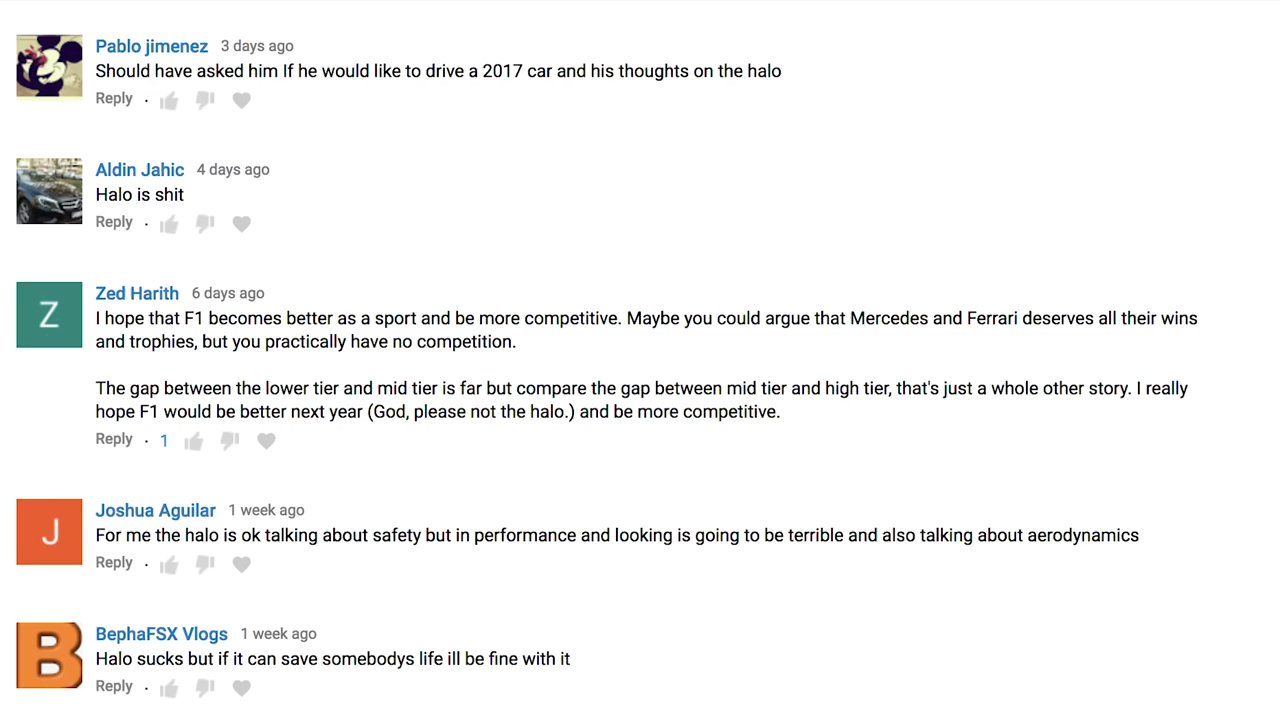 Pablo jimenez 3 days ago
Should have asked him If he would like to drive a 2017 car and his thoughts on the halo
Reply .
Aldin Jahic 4 days ago
Halo is shit
Reply .
Z
Zed Harith 6 days ago
I hope that F1 becomes better as a sport and be more competitive. Maybe you could argue that Mercedes and Ferrari deserves all their wins
and trophies, but you practically have no competition.
The gap between the lower tier and mid tier is far but compare the gap between mid tier and high tier, that's just a whole other story. I really
hope F1 would be better next year (God, please not the halo.) and be more competitive.
Reply . 1
J
Joshua Aguilar 1 week ago
For me the halo is ok talking about safety but in performance and looking is going to be terrible and also talking about aerodynamics
Reply .
B
BephaFSX Vlogs 1 week ago
Halo sucks but if it can save somebodys life ill be fine with it
Reply .